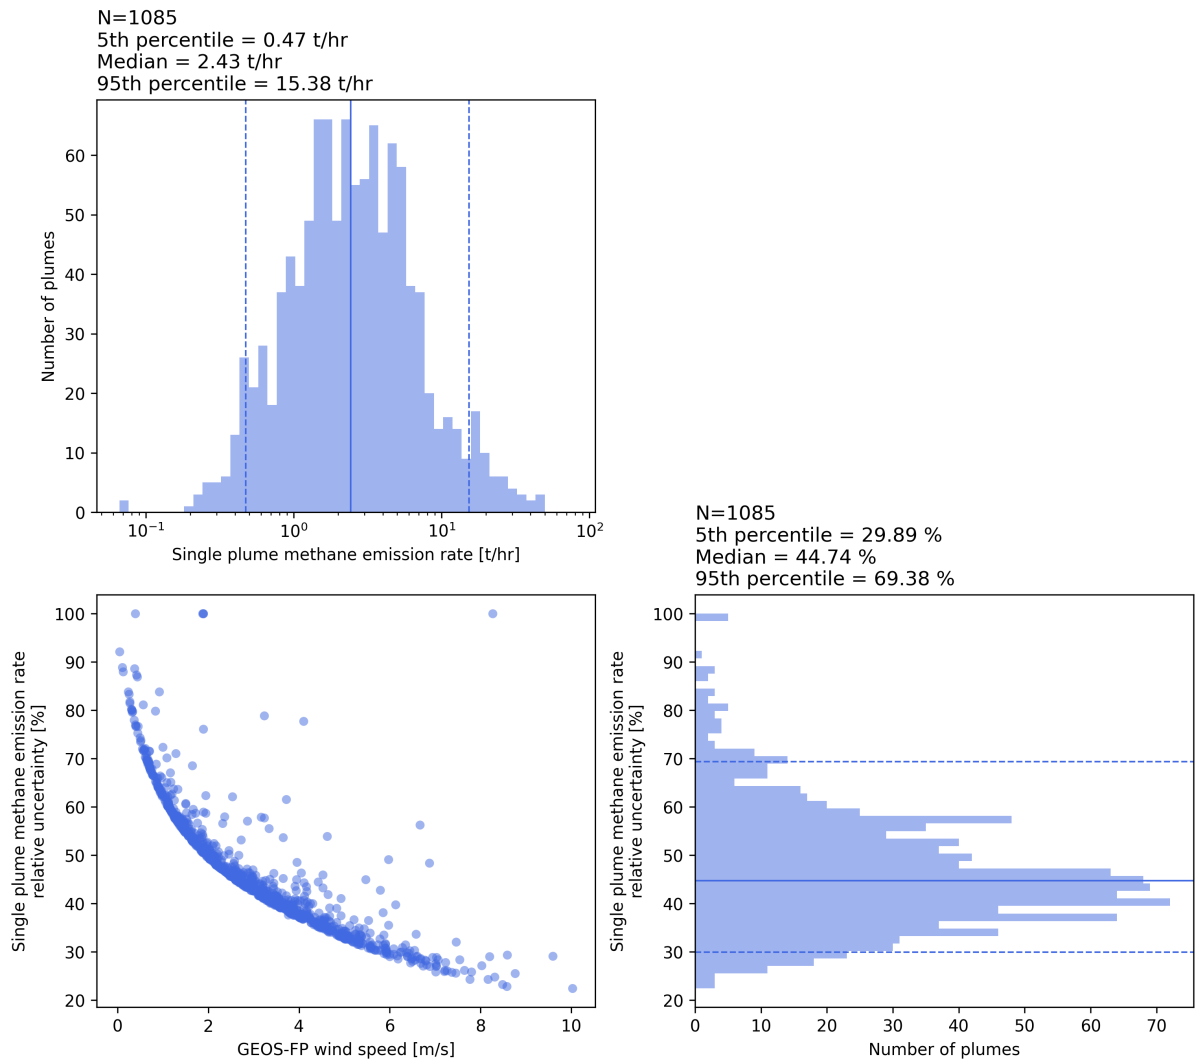 N=1085
5th percentile = 0.47 t/hr
Median = 2.43 t/hr
95th percentile = 15.38 t/hr
60
50
40
30
20
10
0
Number of plumes
10⁻¹
10⁰
10¹
10²
Single plume methane emission rate [t/hr]
N=1085
5th percentile = 29.89 %
Median = 44.74 %
95th percentile = 69.38 %
100
90
80
70
60
50
40
30
20
Single plume methane emission rate
relative uncertainty [%]
0
2
4
6
8
10
GEOS-FP wind speed [m/s]
100
90
80
70
60
50
40
30
20
Single plume methane emission rate
relative uncertainty [%]
0
10
20
30
40
50
60
70
Number of plumes